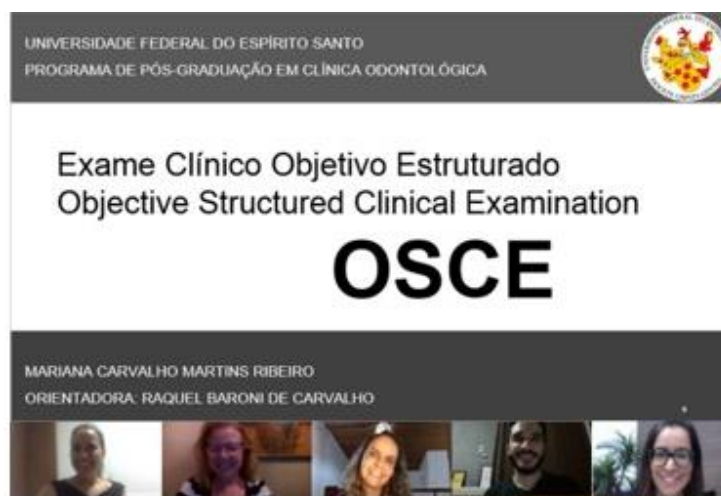 UNIVERSIDADE FEDERAL DO ESPÍRITO SANTO
PROGRAMA DE PÓS-GRADUAÇÃO EM CLÍNICA ODONTOLÓGICA
Exame Clínico Objetivo Estruturado
Objective Structured Clinical Examination
OSCE
MARIANA CARVALHO MARTINS RIBEIRO
ORIENTADORA: RAQUEL BARONI DE CARVALHO